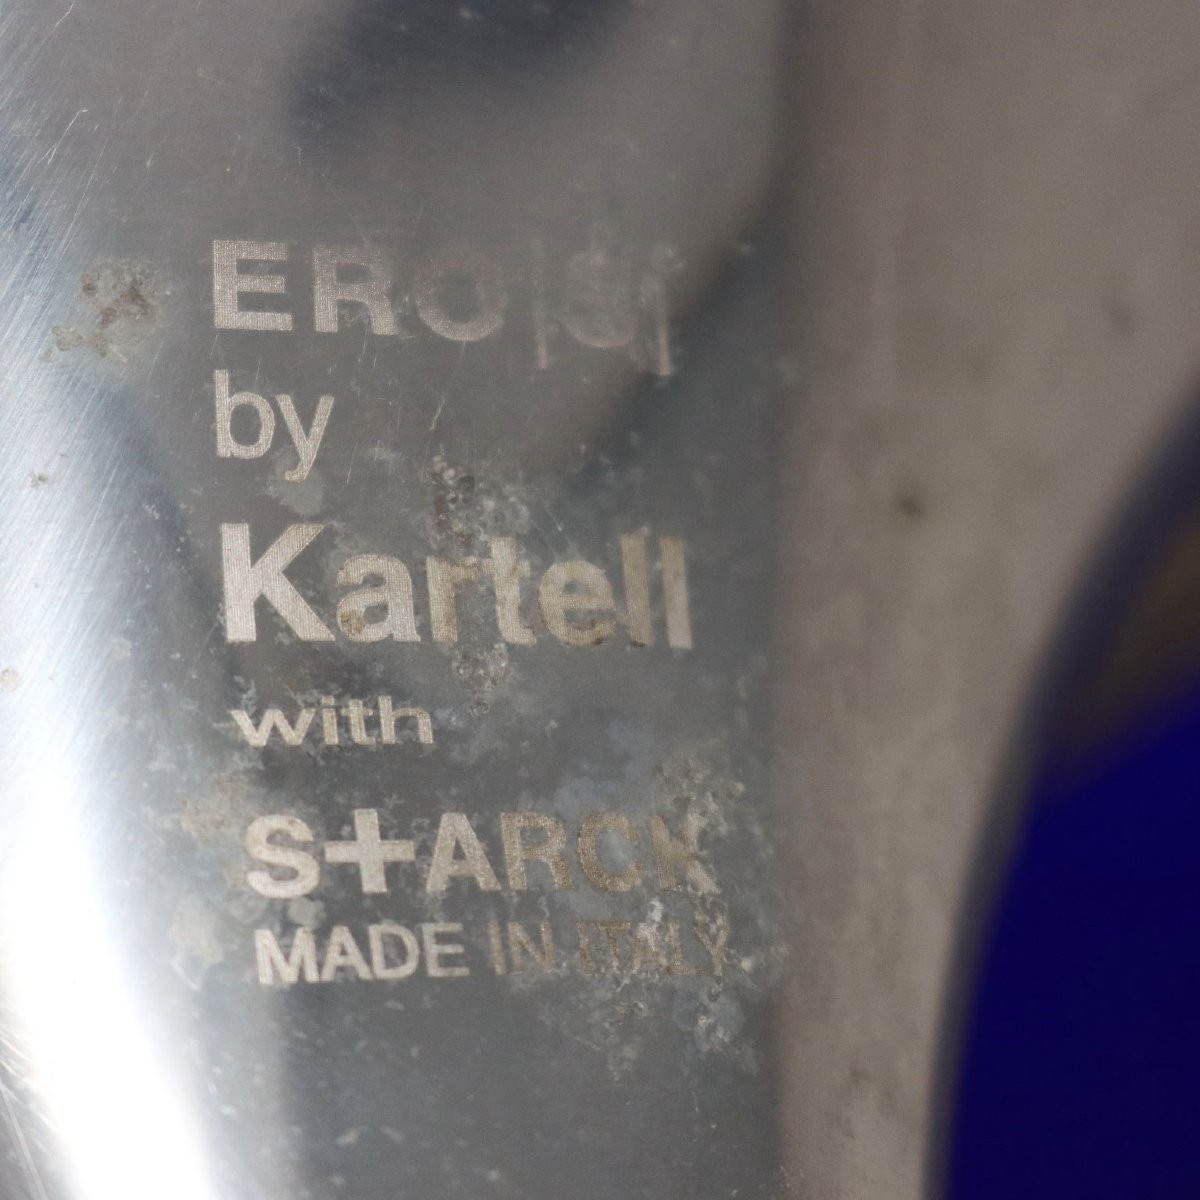 ERO|S|
by
Kartell
with
S+ARCK
MADE IN ITALY